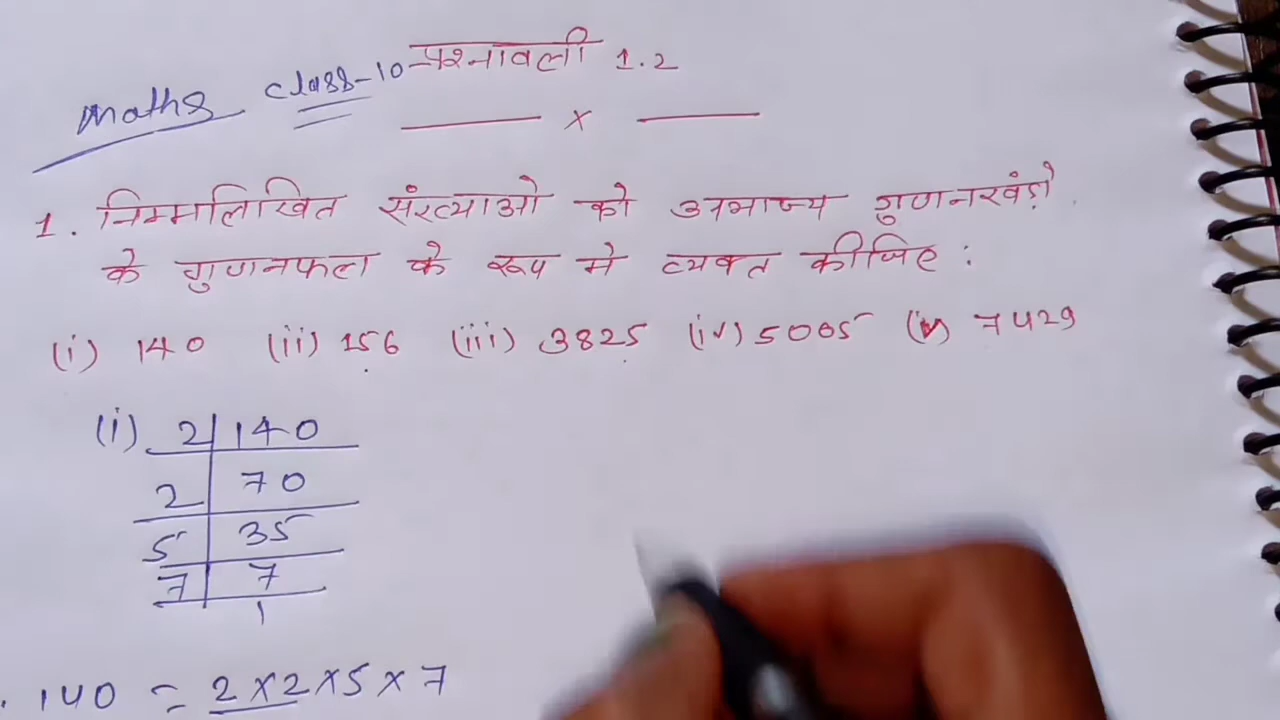 Maths Class-10 प्रश्नावली 1.2
x
1. निम्मलिखित संख्याओ को अभाज्य गुणनखंड़ो
के गुणनफल के रूप मे व्यक्त कीजिए :
(i) 140 (ii) 156 (iii) 3825 (iv) 5005 (v) 7429
(i) 2 140
2 70
5 35
7 7
1
140 = 2×2×5×7